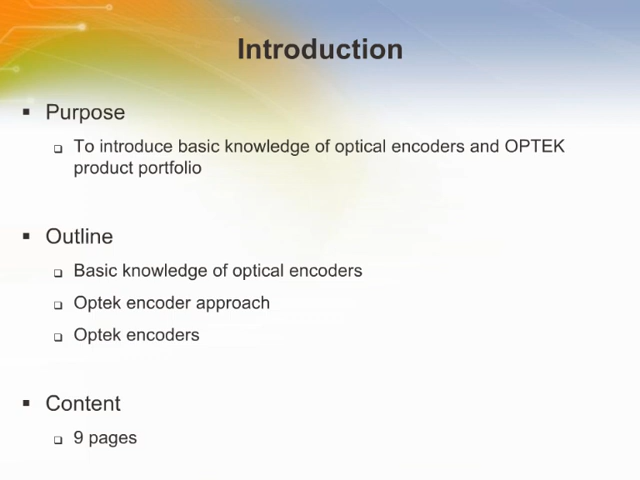 Introduction
Purpose
To introduce basic knowledge of optical encoders and OPTEK
product portfolio
Outline
Basic knowledge of optical encoders
Optek encoder approach
Optek encoders
Content
9 pages